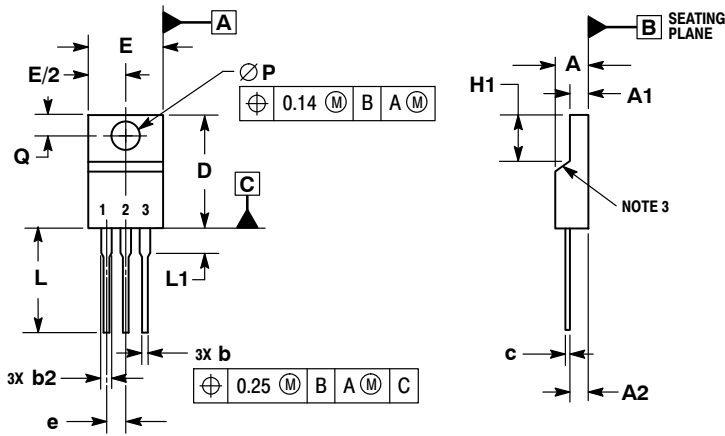 A
E
B SEATING PLANE
E/2
∅ P
A
⌖ 0.14 Ⓜ B A Ⓜ
H1
A1
Q
D
C
NOTE 3
1 2 3
L
L1
3X b
c
3X b2
⌖ 0.25 Ⓜ B A Ⓜ C
A2
e